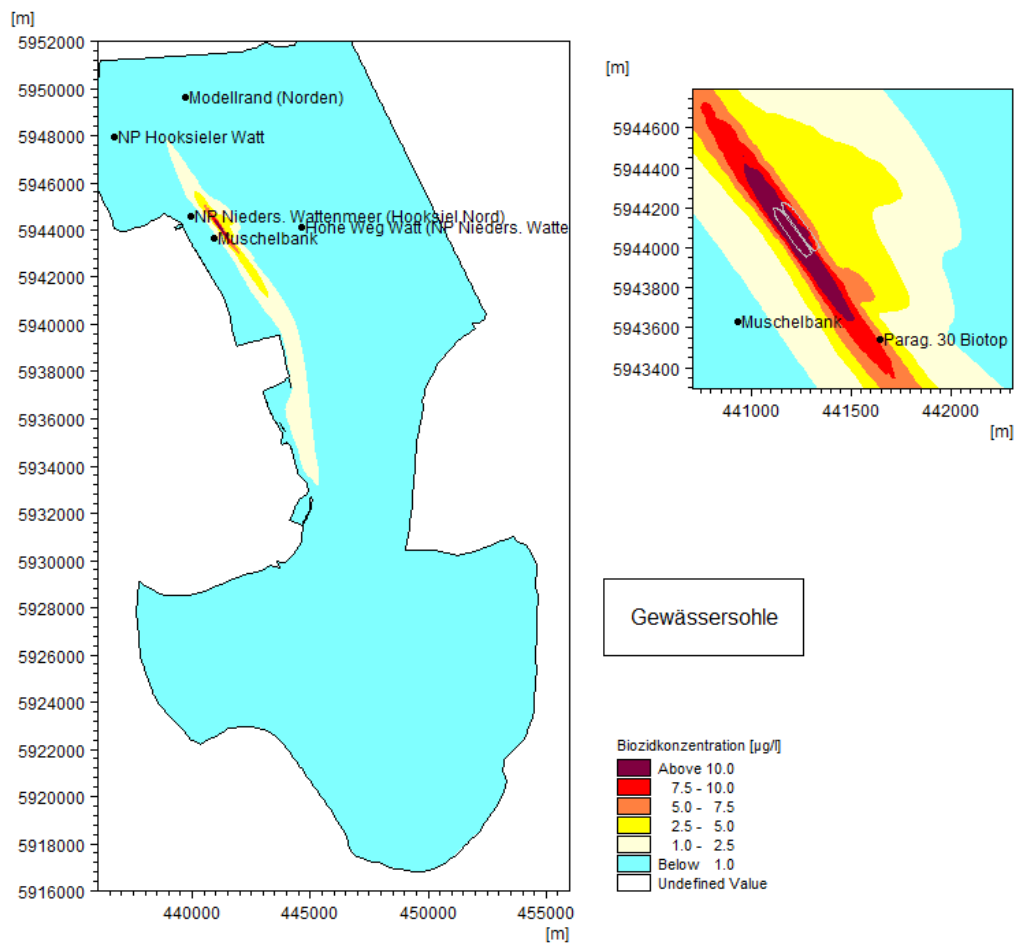 [m]
5952000
5950000
Modellrand (Norden)
5948000
NP Hooksieler Watt
5946000
NP Nieders. Wattenmeer (Hooksiel Nord)
5944000
Hohe Weg Watt (NP Nieders. Watte
Muschelbank
5942000
5940000
5938000
5936000
5934000
5932000
5930000
5928000
5926000
5924000
5922000
5920000
5918000
5916000
440000 445000 450000 455000
[m]
[m]
5944600
5944400
5944200
5944000
5943800
5943600
5943400
Muschelbank
Parag. 30 Biotop
441000 441500 442000
[m]
Gewässersohle
Biozidkonzentration [µg/l]
Above 10.0
7.5 - 10.0
5.0 - 7.5
2.5 - 5.0
1.0 - 2.5
Below 1.0
Undefined Value